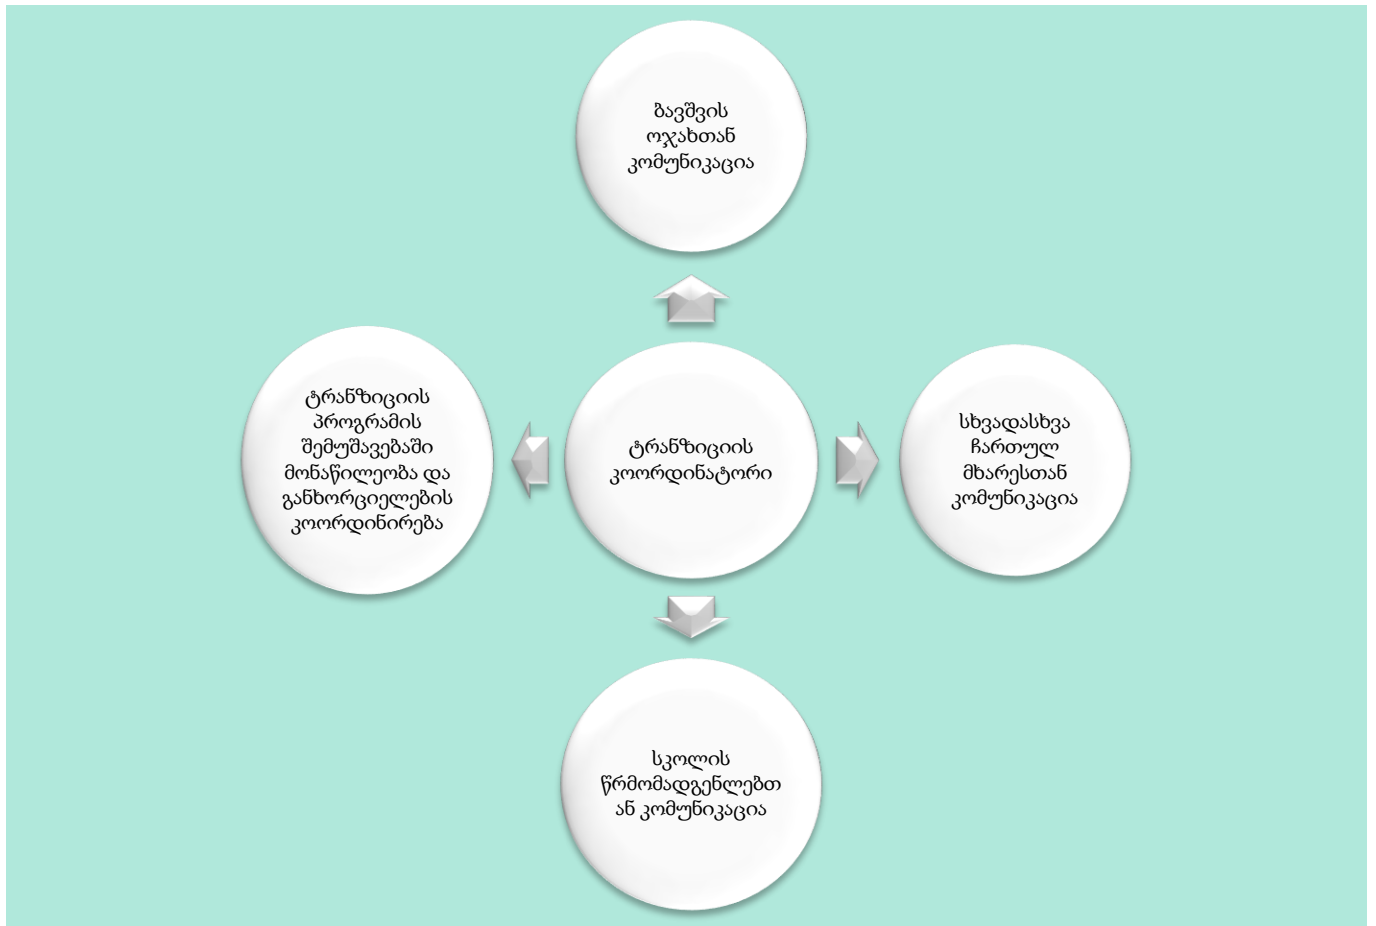 ბავშვის
ოჯახთან
კომუნიკაცია
ტრანზიციის
პროგრამის
შემუშავებაში
მონაწილეობა და
განხორციელების
კოორდინირება
ტრანზიციის
კოორდინატორი
სხვადასხვა
ჩართულ
მხარესთან
კომუნიკაცია
სკოლის
წრმომადგენლებთ
ან კომუნიკაცია